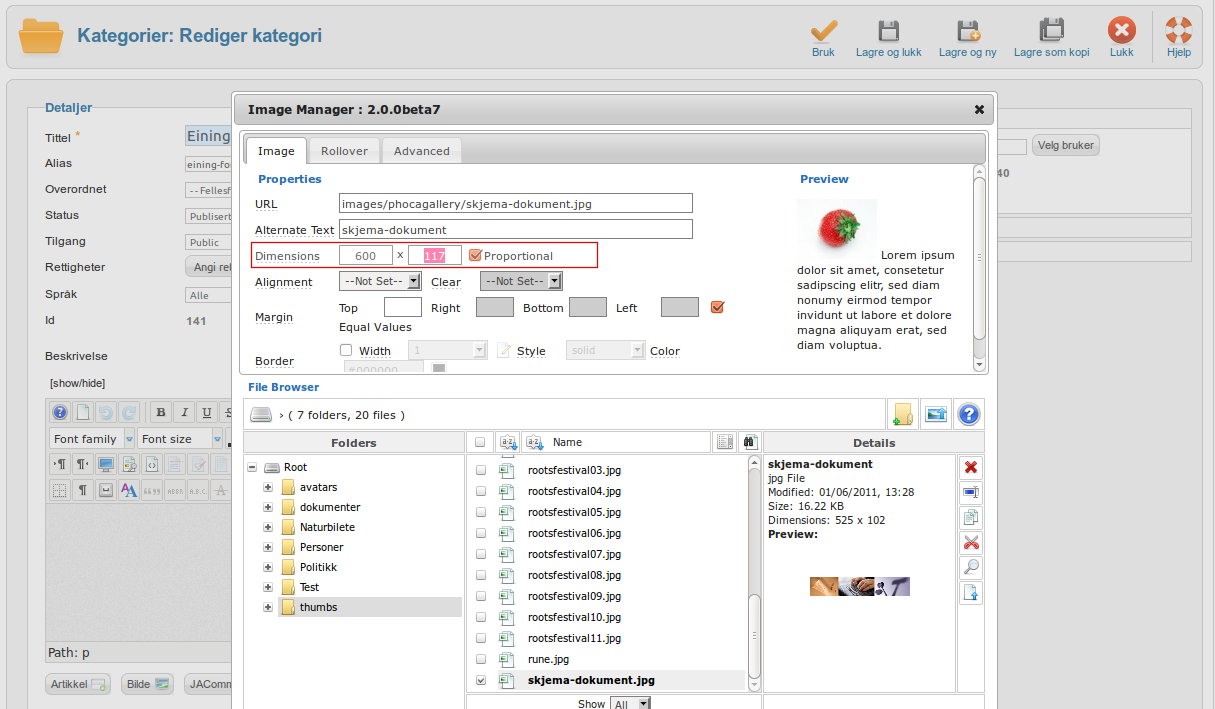 Kategorier: Rediger kategori
Bruk
Lagre og lukk
Lagre og ny
Lagre som kopi
Lukk
Hjelp
Detaljer
Tittel *
Eining
Alias
eining-for
Overordnet
Status
Publisert
Tilgang
Public
Rettigheter
Angi ret
Språk
Alle
Id
141
Beskrivelse
[show/hide]
Font family
Font size
Path: p
Artikkel
Bilde
JAComm
Velg bruker
40
Image Manager : 2.0.0beta7
Image
Rollover
Advanced
Properties
URL
images/phocagallery/skjema-dokument.jpg
Alternate Text
skjema-dokument
Dimensions
600 x 117
Proportional
Alignment
--Not Set--
Clear
--Not Set--
Margin
Top
Right
Bottom
Left
Equal Values
Border
Width
1
Style
solid
Color
#000000
Preview
Lorem ipsum
dolor sit amet, consetetur
sadipscing elitr, sed diam
nonumy eirmod tempor
invidunt ut labore et dolore
magna aliquyam erat, sed
diam voluptua.
File Browser
› ( 7 folders, 20 files )
Folders
Name
Details
Root
avatars
dokumenter
Naturbilete
Personer
Politikk
Test
thumbs
rootsfestival03.jpg
rootsfestival04.jpg
rootsfestival05.jpg
rootsfestival06.jpg
rootsfestival07.jpg
rootsfestival08.jpg
rootsfestival09.jpg
rootsfestival10.jpg
rootsfestival11.jpg
rune.jpg
skjema-dokument.jpg
Show
All
skjema-dokument
jpg File
Modified: 01/06/2011, 13:28
Size: 16.22 KB
Dimensions: 525 x 102
Preview: